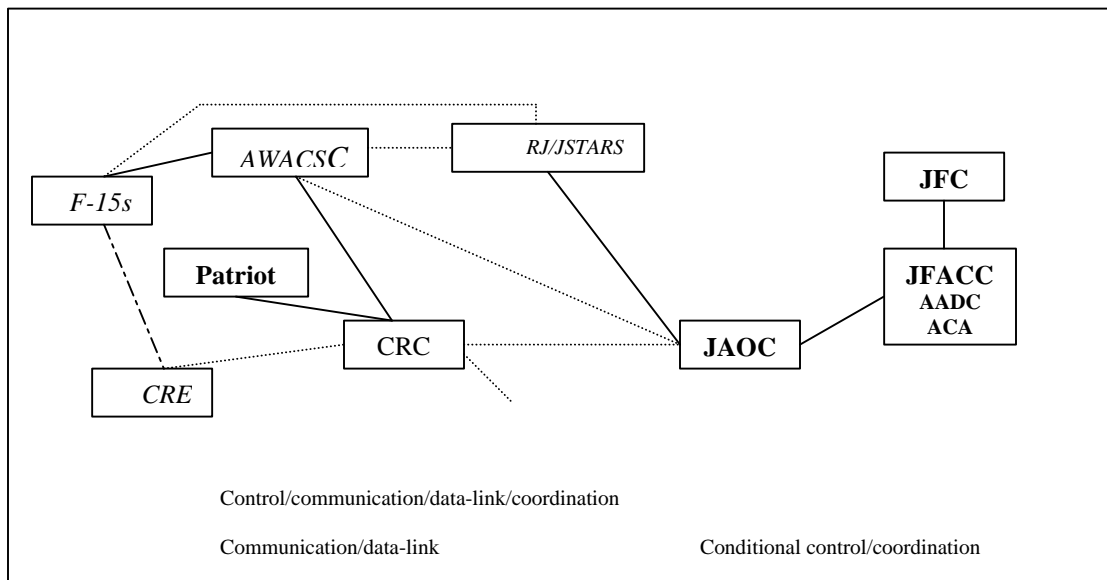 AWACSC
RJ/JSTARS
F-15s
JFC
Patriot
JFACC
AADC
ACA
CRC
JAOC
CRE
Control/communication/data-link/coordination
Communication/data-link
Conditional control/coordination